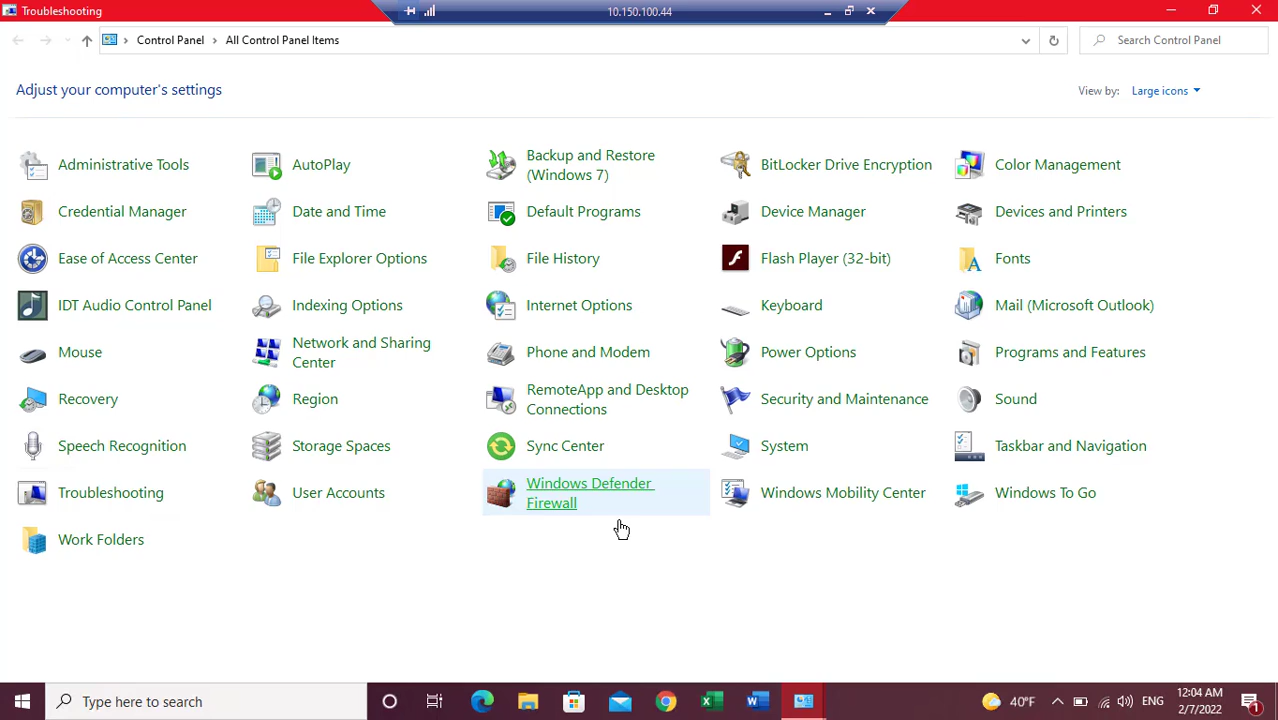 Troubleshooting
10.150.100.44
Control Panel > All Control Panel Items
Search Control Panel
Adjust your computer's settings
View by: Large icons
Administrative Tools
AutoPlay
Backup and Restore
(Windows 7)
BitLocker Drive Encryption
Color Management
Credential Manager
Date and Time
Default Programs
Device Manager
Devices and Printers
Ease of Access Center
File Explorer Options
File History
Flash Player (32-bit)
Fonts
IDT Audio Control Panel
Indexing Options
Internet Options
Keyboard
Mail (Microsoft Outlook)
Mouse
Network and Sharing
Center
Phone and Modem
Power Options
Programs and Features
Recovery
Region
RemoteApp and Desktop
Connections
Security and Maintenance
Sound
Speech Recognition
Storage Spaces
Sync Center
System
Taskbar and Navigation
Troubleshooting
User Accounts
Windows Defender
Firewall
Windows Mobility Center
Windows To Go
Work Folders
Type here to search
40°F
ENG
12:04 AM
2/7/2022
1